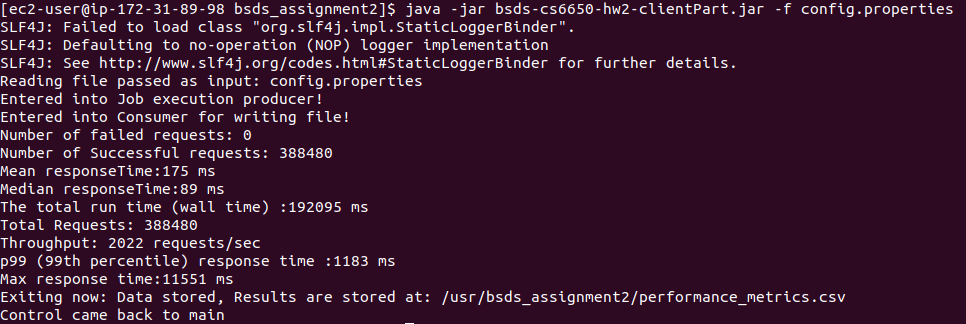 [ec2-user@ip-172-31-89-98 bsds_assignment2]$ java -jar bsds-cs6650-hw2-clientPart.jar -f config.properties
SLF4J: Failed to load class "org.slf4j.impl.StaticLoggerBinder".
SLF4J: Defaulting to no-operation (NOP) logger implementation
SLF4J: See http://www.slf4j.org/codes.html#StaticLoggerBinder for further details.
Reading file passed as input: config.properties
Entered into Job execution producer!
Entered into Consumer for writing file!
Number of failed requests: 0
Number of Successful requests: 388480
Mean responseTime:175 ms
Median responseTime:89 ms
The total run time (wall time) :192095 ms
Total Requests: 388480
Throughput: 2022 requests/sec
p99 (99th percentile) response time :1183 ms
Max response time:11551 ms
Exiting now: Data stored, Results are stored at: /usr/bsds_assignment2/performance_metrics.csv
Control came back to main